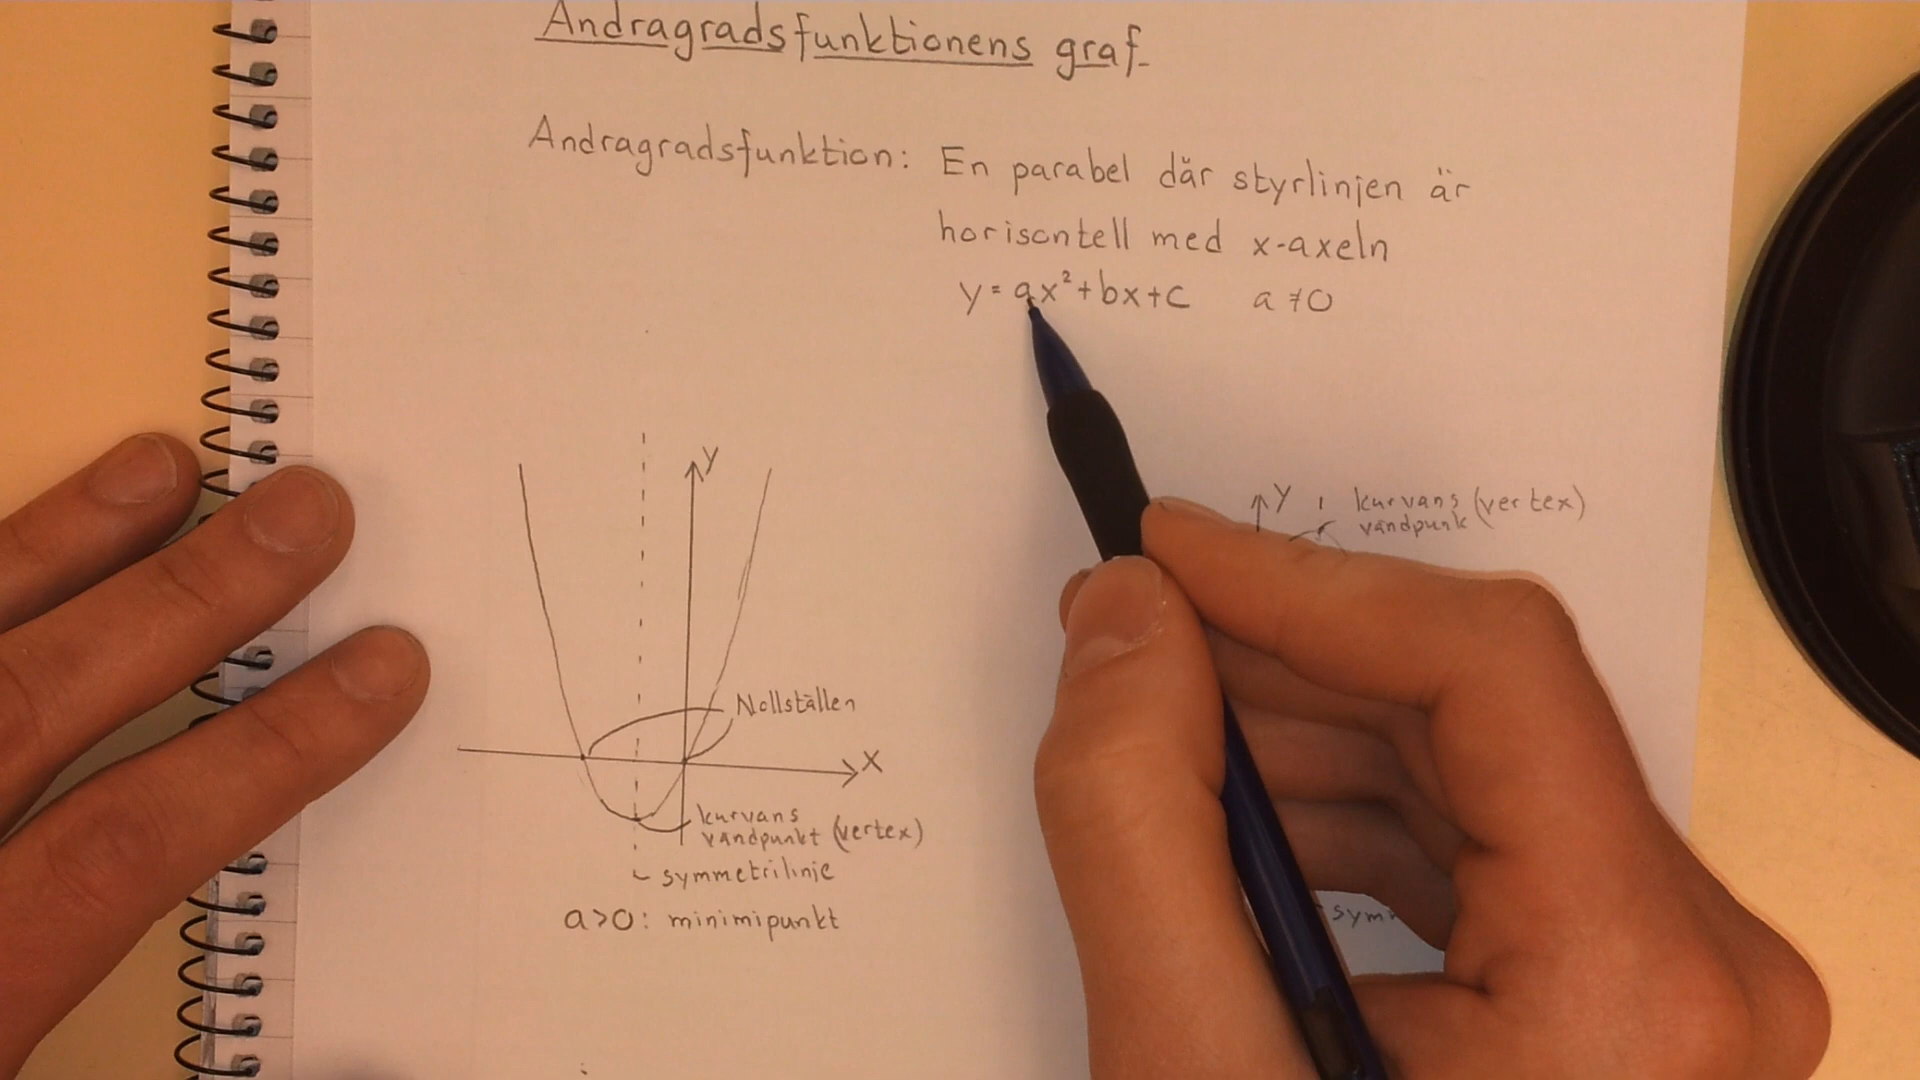 Andragradsfunktionens graf
Andragradsfunktion: En parabel där styrlinjen är
horisontell med x-axeln
y = ax²+bx+c a ≠0
y
Nollställen
x
kurvans
vändpunkt (vertex)
symmetrilinje
a>0: minimipunkt
y
kurvans (vertex)
vändpunk